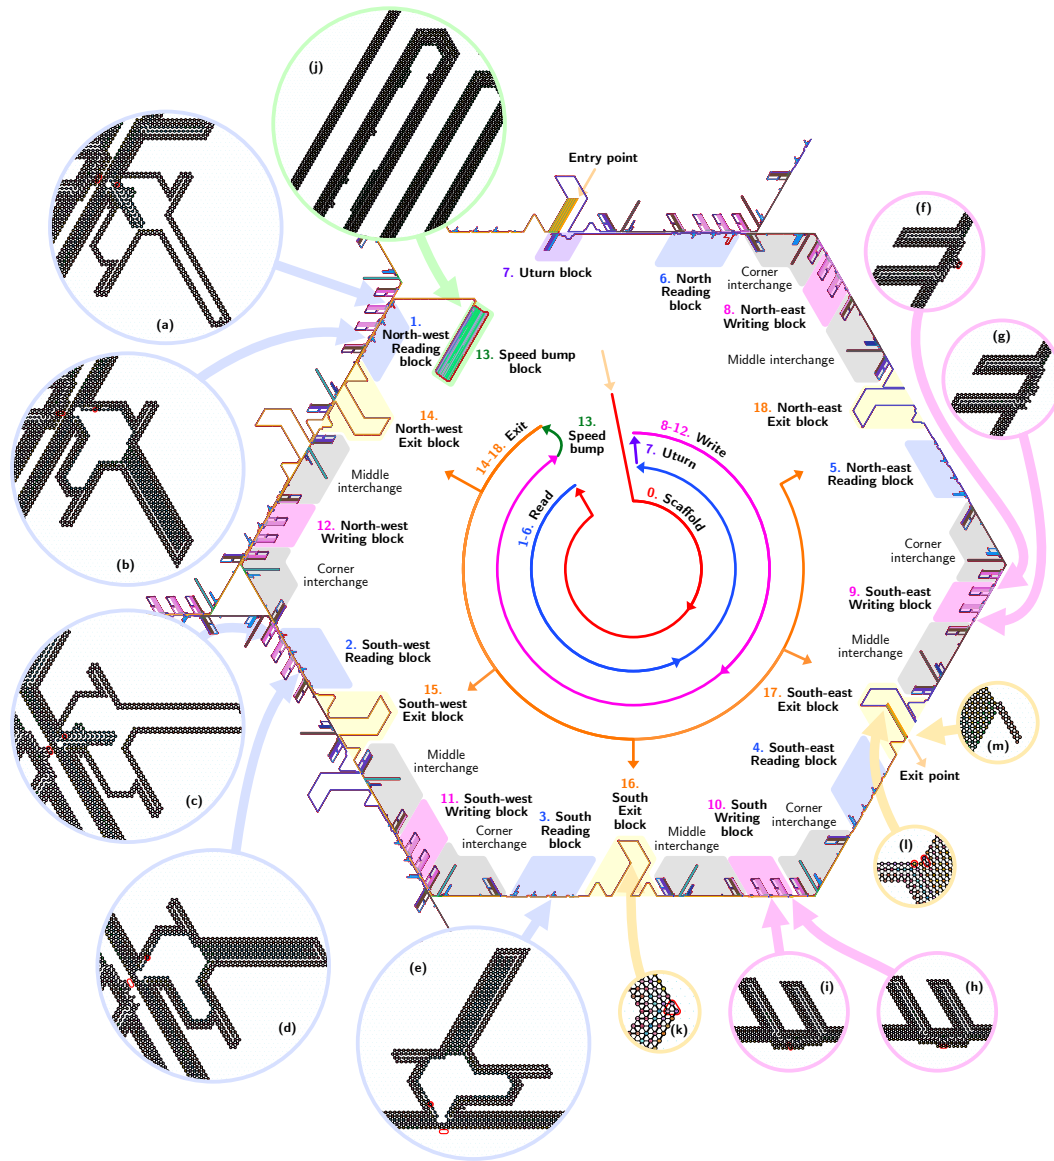 (j)
Entry point
(a)
7. Uturn block
6. North
Reading
block
Corner
interchange
8. North-east
Writing block
(f)
1.
North-west
Reading
block
13. Speed bump
block
Middle interchange
(g)
(b)
14.
North-west
Exit block
18. North-east
Exit block
14-18. Exit
13.
Speed
bump
8-12. Write
7. Uturn
0. Scaffold
1-6. Read
Middle
interchange
5. North-east
Reading block
12. North-west
Writing block
Corner
interchange
Corner
interchange
9. South-east
Writing block
Middle
interchange
2. South-west
Reading block
(c)
15.
South-west
Exit block
17. South-east
Exit block
(m)
4. South-east
Reading block
Exit point
Middle
interchange
11. South-west
Writing block
Corner
interchange
3. South
Reading
block
16.
South
Exit
block
Middle
interchange
10. South
Writing
block
Corner
interchange
(l)
(d)
(e)
(k)
(i)
(h)